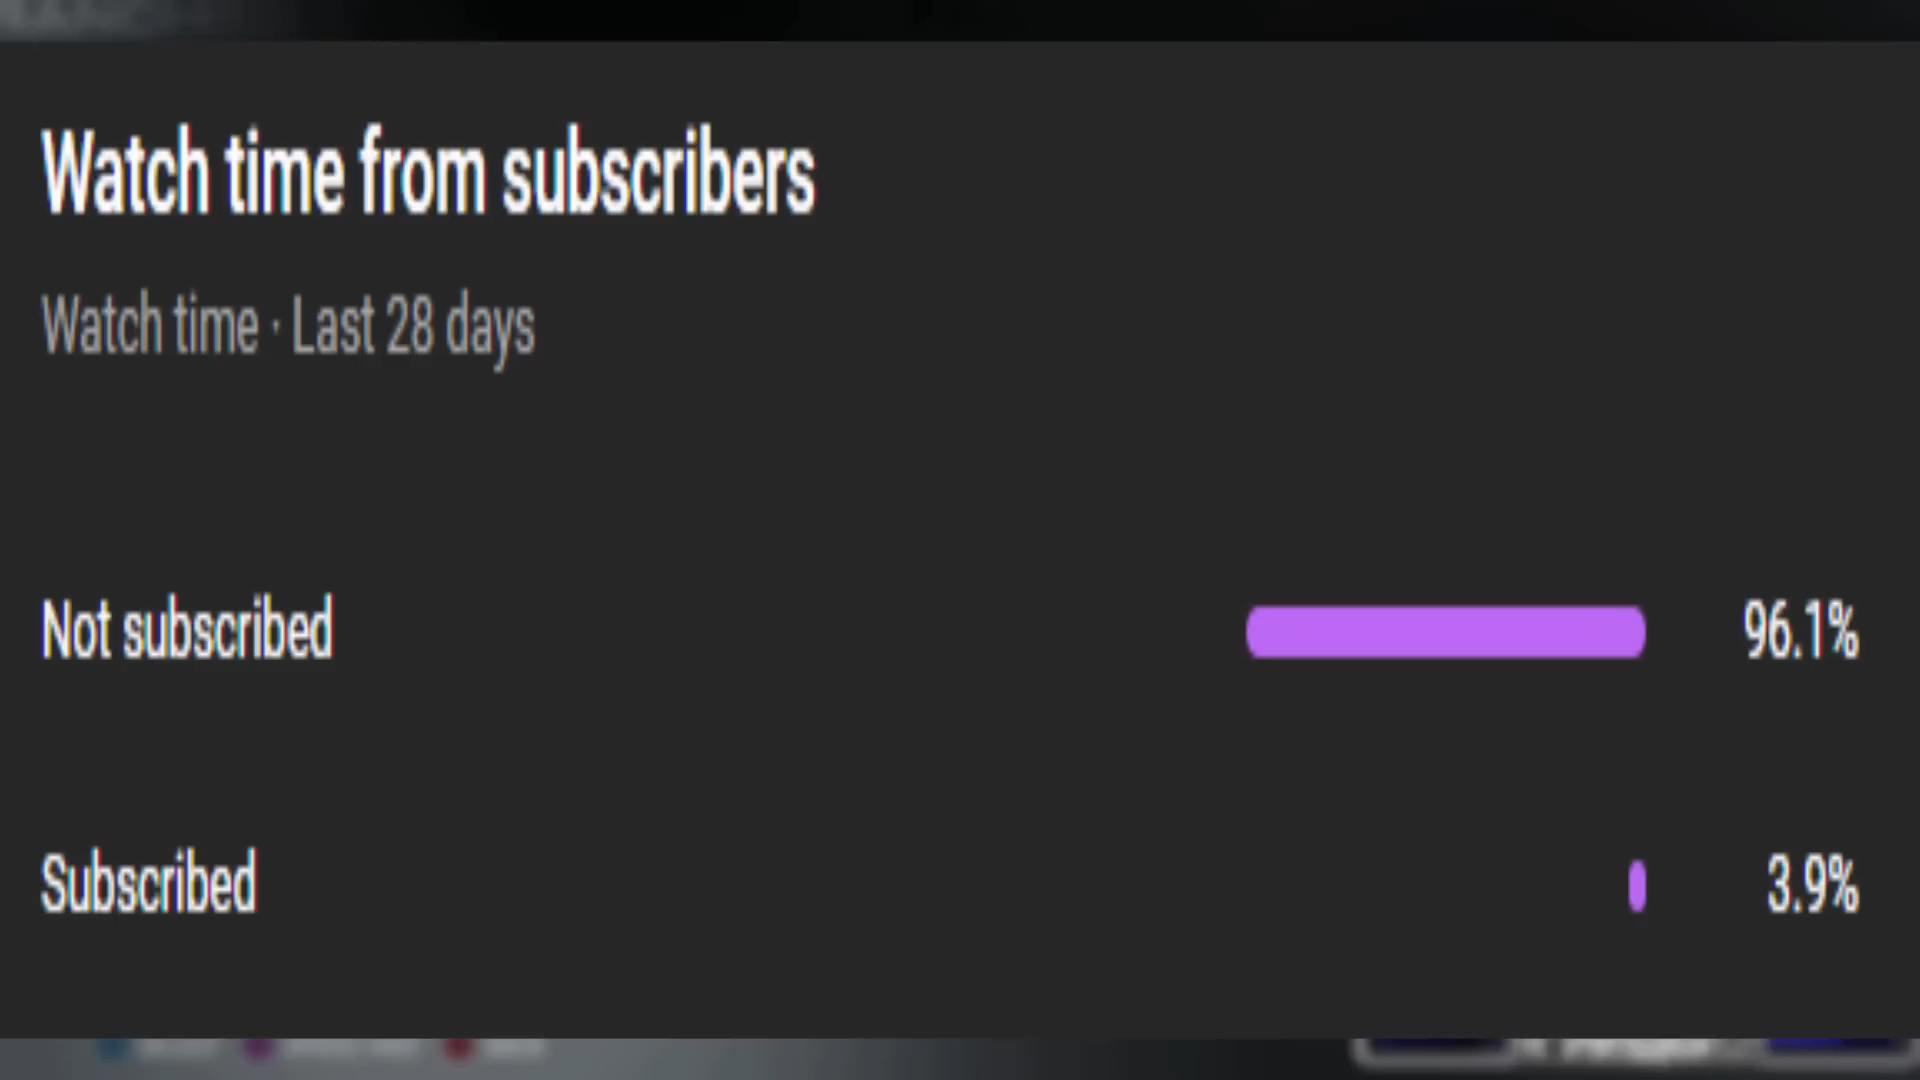 Watch time from subscribers
Watch time · Last 28 days
Not subscribed 96.1%
Subscribed 3.9%